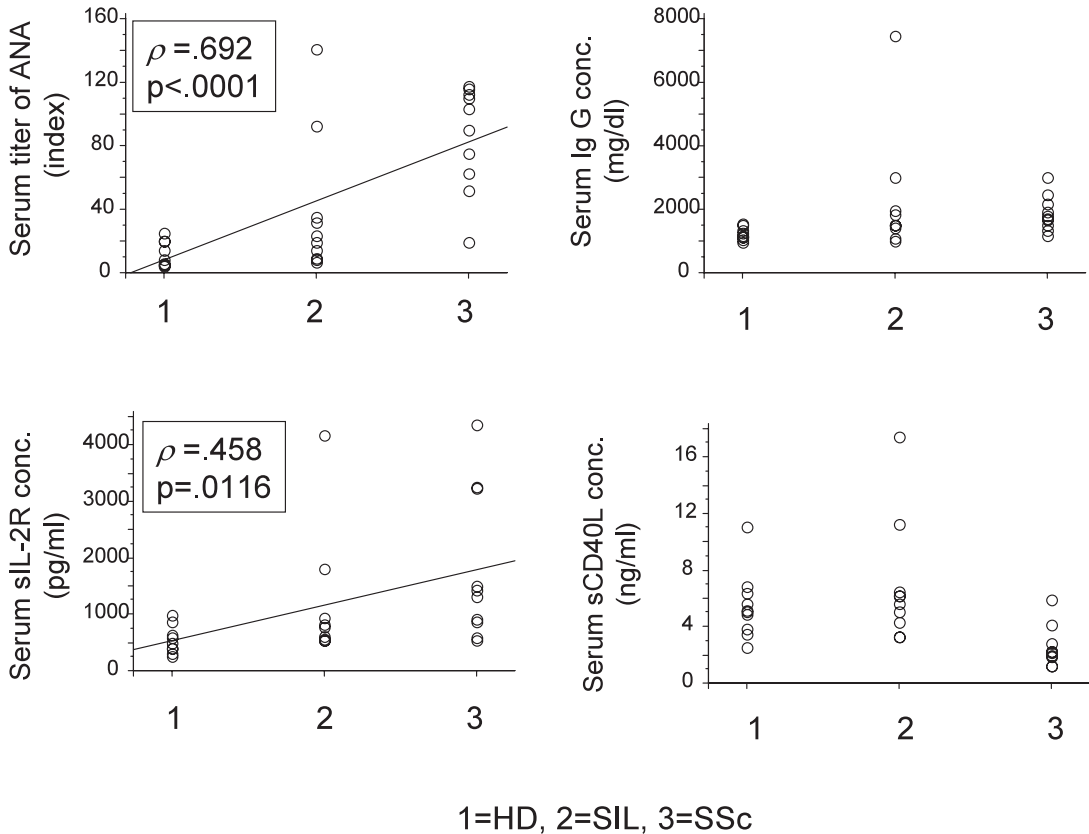 Serum titer of ANA
(index)
160
120
80
40
0
ρ =.692
p<.0001
1 2 3
Serum Ig G conc.
(mg/dl)
8000
6000
4000
2000
0
1 2 3
Serum sIL-2R conc.
(pg/ml)
4000
3000
2000
1000
0
ρ =.458
p=.0116
1 2 3
Serum sCD40L conc.
(ng/ml)
16
12
8
4
0
1 2 3
1=HD, 2=SIL, 3=SSc